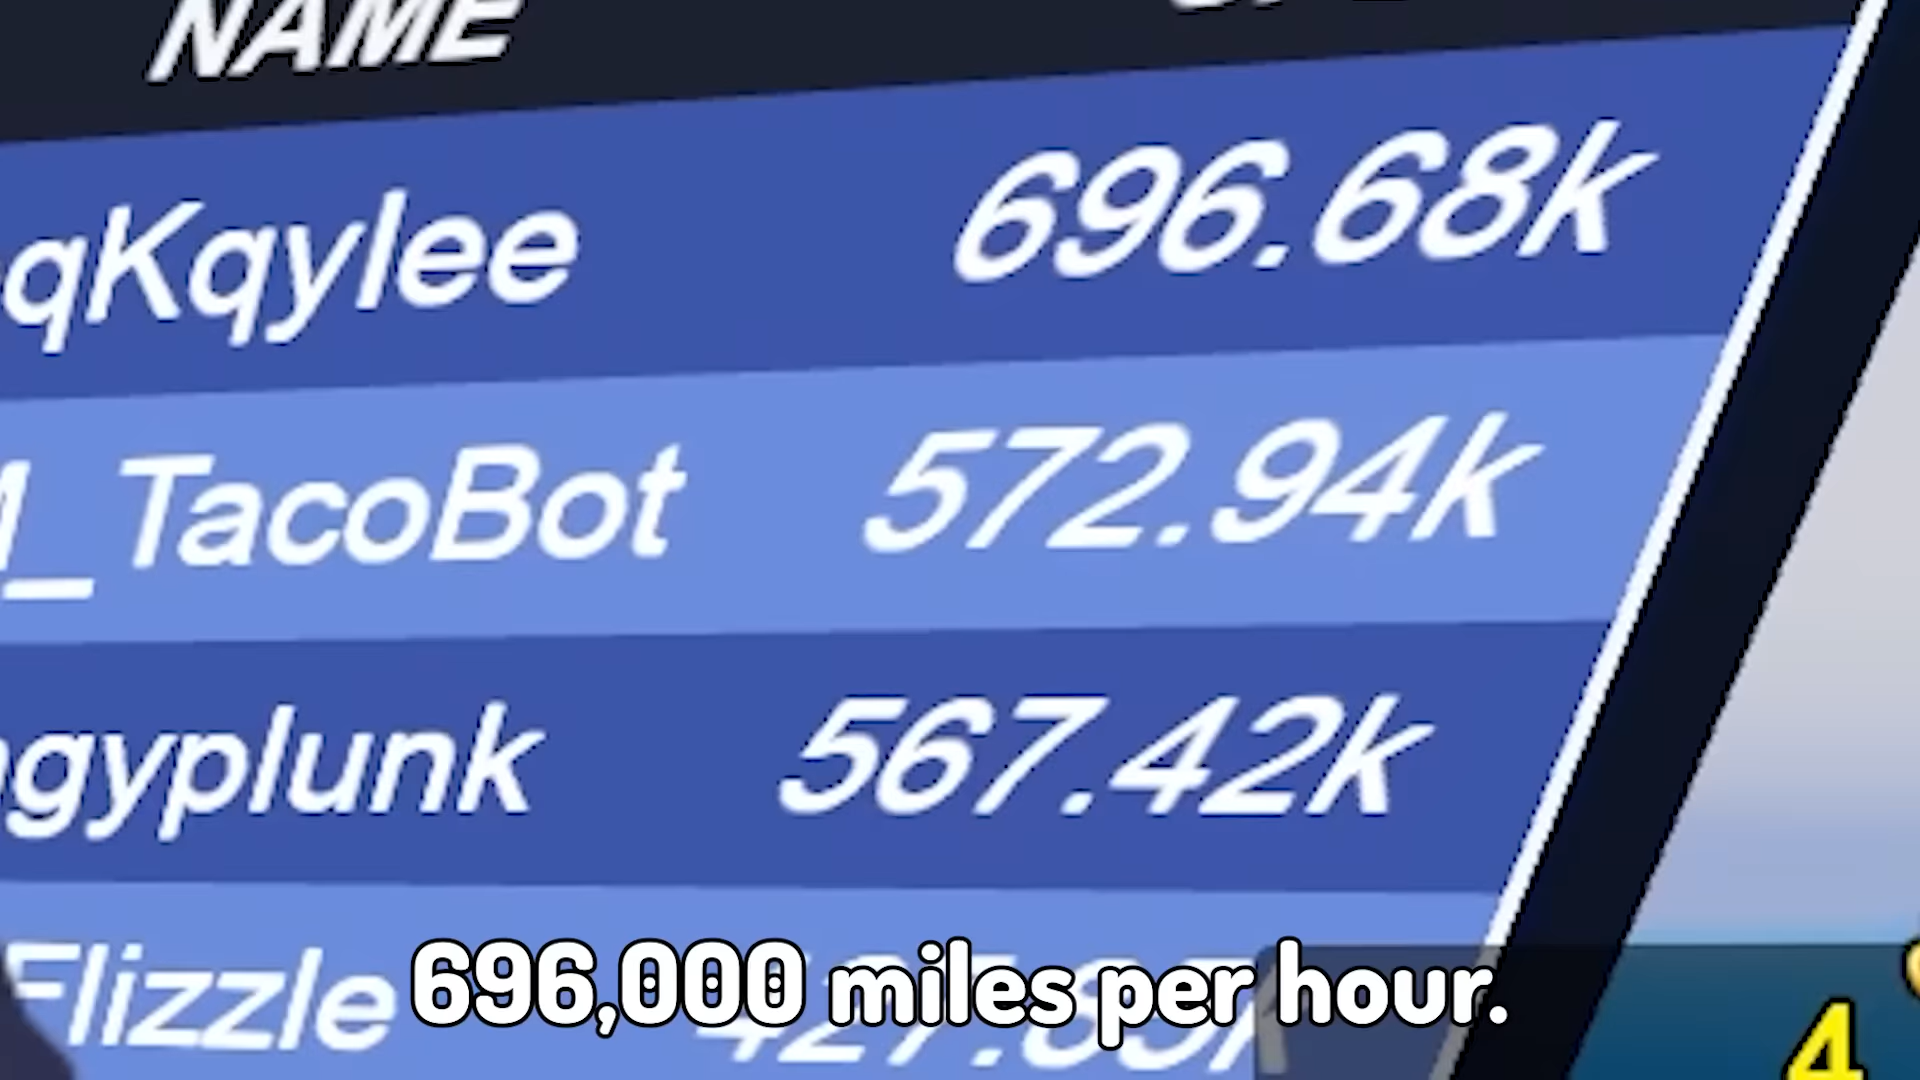 NAME
qKqylee 696.68k
_TacoBot 572.94k
gyplunk 567.42k
Flizzle
696,000 miles per hour.
4